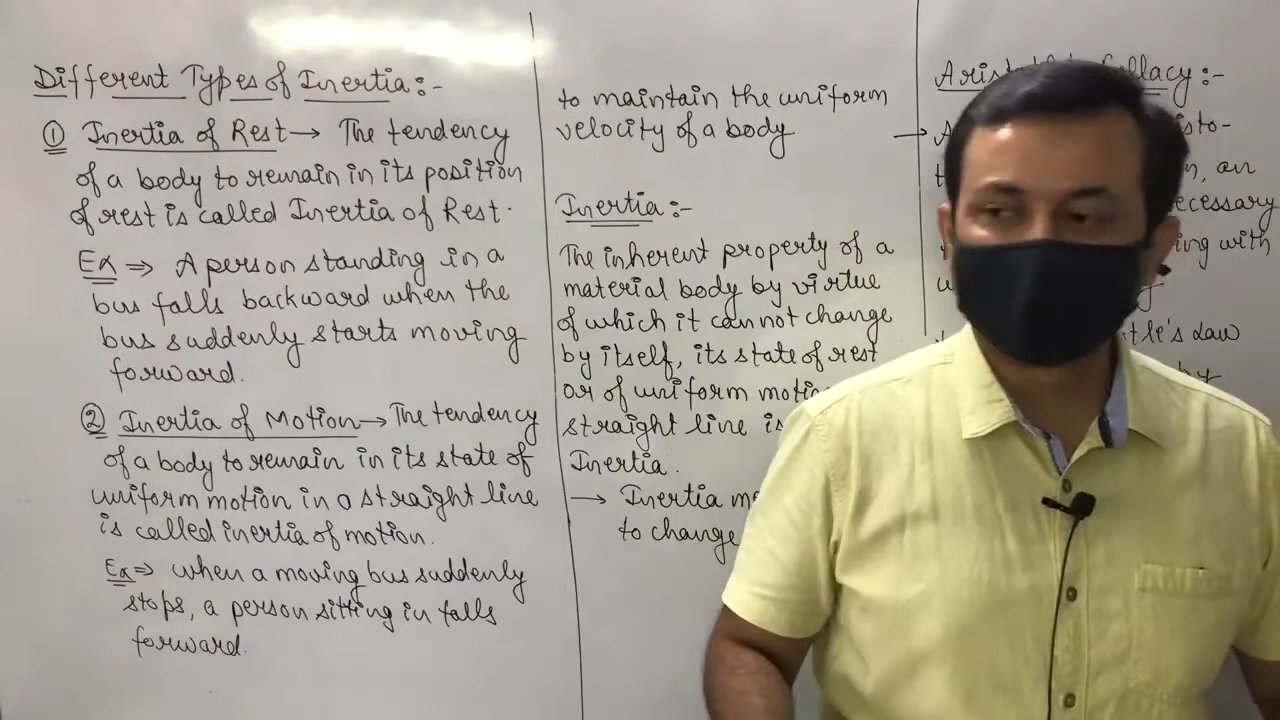 Different Types of Inertia:-
① Inertia of Rest → The tendency
of a body to remain in its position
of rest is called Inertia of Rest.
Ex ⇒ A person standing in a
bus falls backward when the
bus suddenly starts moving
forward.
② Inertia of Motion → The tendency
of a body to remain in its state of
uniform motion in a straight line
is called inertia of motion.
Ex ⇒ when a moving bus suddenly
stops, a person sitting in falls
forward.
to maintain the uniform
velocity of a body
Inertia:-
The inherent property of a
material body by virtue
of which it cannot change
by itself, its state of rest
or of uniform
straight line is
Inertia.
→ Inertia
to change
:-
→
an
with
Law